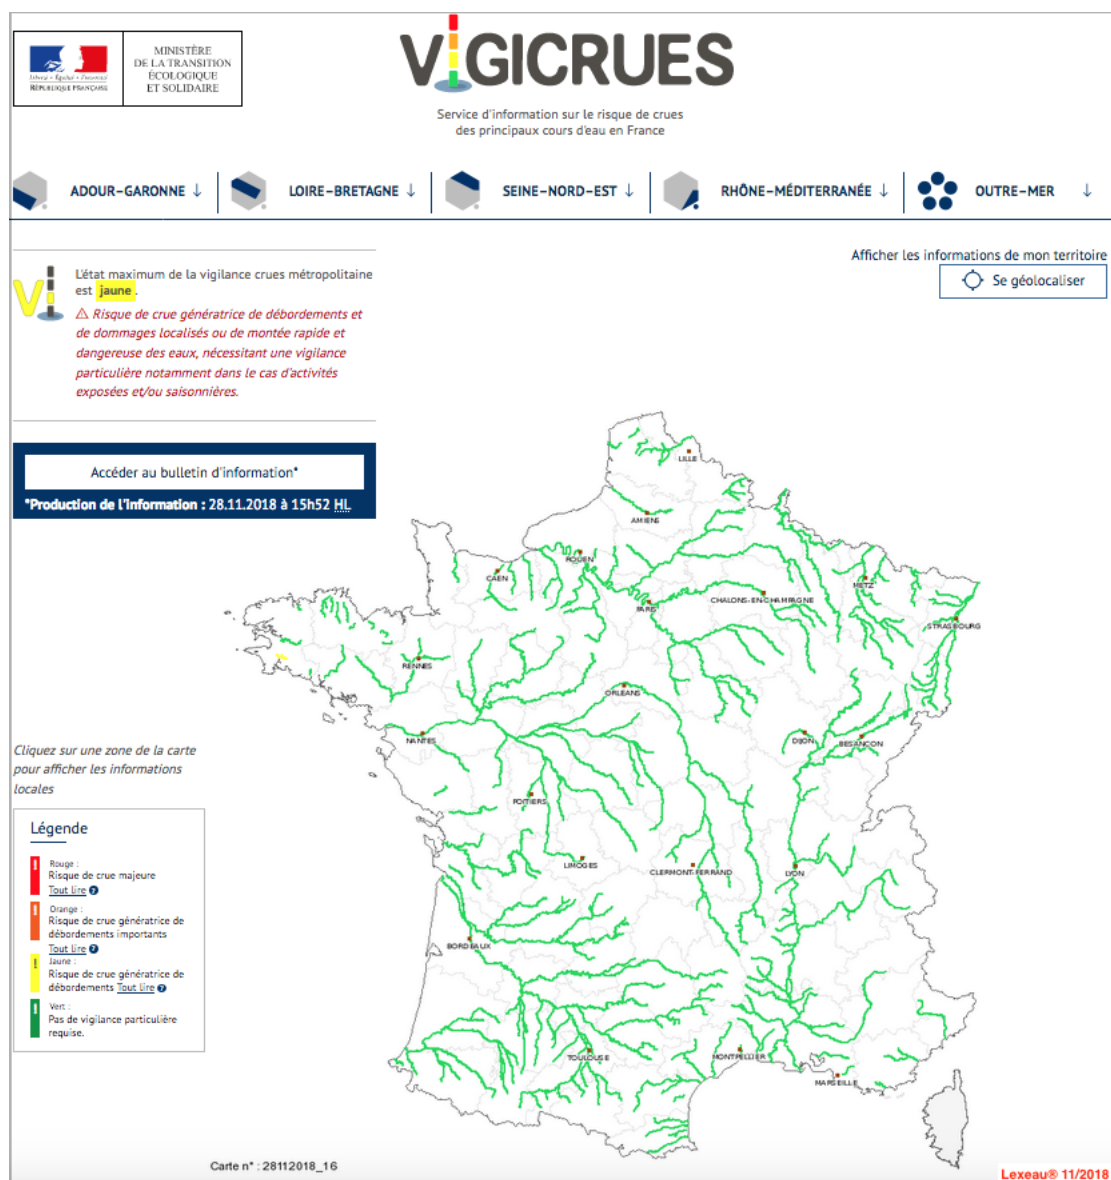 Liberté • Égalité • Fraternité
RÉPUBLIQUE FRANÇAISE
MINISTÈRE
DE LA TRANSITION
ÉCOLOGIQUE
ET SOLIDAIRE
VIGICRUES
Service d'information sur le risque de crues
des principaux cours d'eau en France
ADOUR-GARONNE ↓
LOIRE-BRETAGNE ↓
SEINE-NORD-EST ↓
RHÔNE-MÉDITERRANÉE ↓
OUTRE-MER ↓
L'état maximum de la vigilance crues métropolitaine
est jaune.
⚠ Risque de crue génératrice de débordements et
de dommages localisés ou de montée rapide et
dangereuse des eaux, nécessitant une vigilance
particulière notamment dans le cas d'activités
exposées et/ou saisonnières.
Afficher les informations de mon territoire
Se géolocaliser
Accéder au bulletin d'information*
*Production de l'information : 28.11.2018 à 15h52 HL
LILLE
AMIENS
ROUEN
CAEN
METZ
CHALONS-EN-CHAMPAGNE
PARIS
STRASBOURG
RENNES
ORLEANS
NANTES
DIJON
BESANCON
POITIERS
LIMOGES
CLERMONT-FERRAND
LYON
BORDEAUX
TOULOUSE
MONTPELLIER
MARSEILLE
Cliquez sur une zone de la carte
pour afficher les informations
locales
Légende
Rouge :
Risque de crue majeure
Tout lire ?
Orange :
Risque de crue génératrice de
débordements importants
Tout lire ?
Jaune :
Risque de crue génératrice de
débordements Tout lire ?
Vert :
Pas de vigilance particulière
requise.
Carte n° : 28112018_16
Lexeau® 11/2018